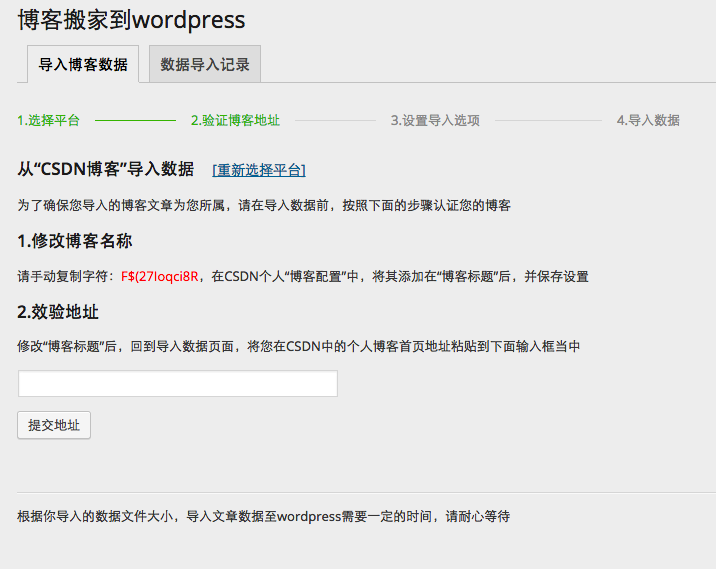 博客搬家到wordpress
导入博客数据 数据导入记录
1.选择平台 2.验证博客地址 3.设置导入选项 4.导入数据
从“CSDN博客”导入数据 [重新选择平台]
为了确保您导入的博客文章为您所属，请在导入数据前，按照下面的步骤认证您的博客
1.修改博客名称
请手动复制字符：F$(27Ioqci8R，在CSDN个人“博客配置”中，将其添加在“博客标题”后，并保存设置
2.效验地址
修改“博客标题”后，回到导入数据页面，将您在CSDN中的个人博客首页地址粘贴到下面输入框当中
提交地址
根据你导入的数据文件大小，导入文章数据至wordpress需要一定的时间，请耐心等待